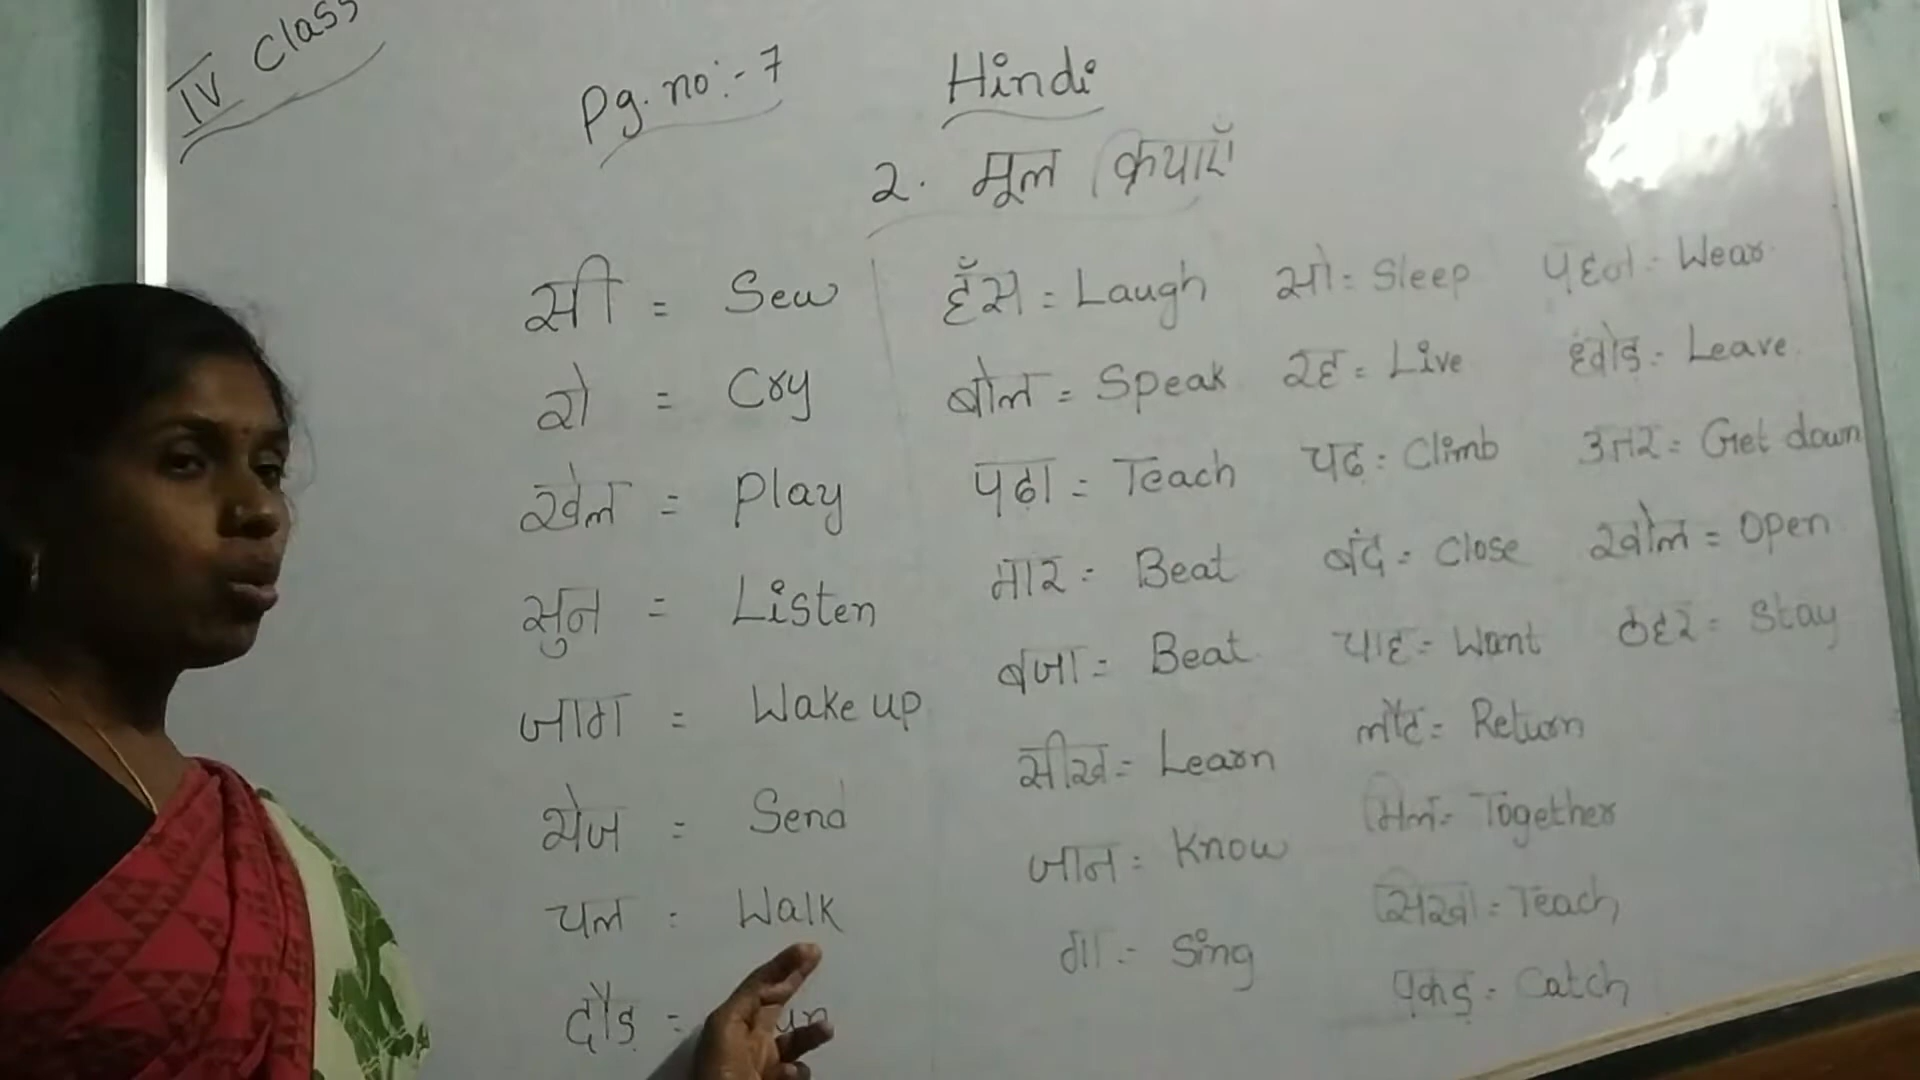 IV Class
Pg. no:- 7
Hindi
2. मूल क्रियाएँ
सी = Sew
रो = Cry
खेल = Play
सुन = Listen
जाग = Wake up
भेज = Send
चल = Walk
दौड़ =
हँस = Laugh
बोल = Speak
पढ़ा = Teach
मार = Beat
बजा = Beat
सीख = Learn
जान = Know
गा = Sing
सो = Sleep
रह = Live
चढ़ = Climb
बंद = Close
चाह = Want
लौट = Return
मिल = Together
सिखा = Teach
पकड़ = Catch
पहन = Wear
= Leave
उतर = Get down
खोल = Open
ठहर = Stay